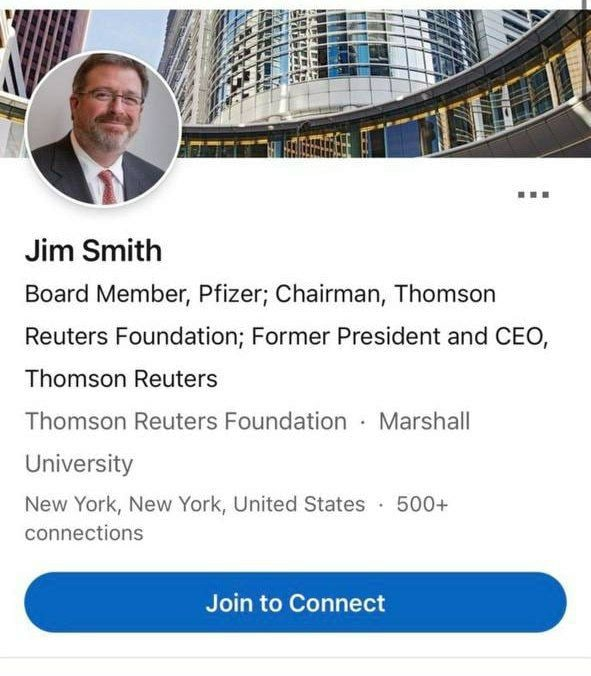 Jim Smith
Board Member, Pfizer; Chairman, Thomson
Reuters Foundation; Former President and CEO,
Thomson Reuters
Thomson Reuters Foundation · Marshall
University
New York, New York, United States · 500+
connections
Join to Connect